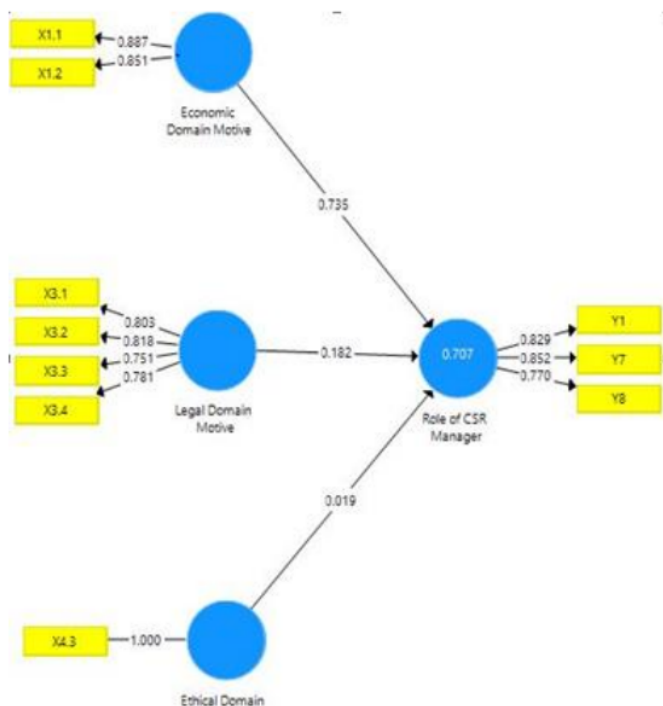 X1.1
0.887
X1.2
0.851
Economic
Domain Motive
0.735
X3.1
0.803
X3.2
0.818
X3.3
0.751
X3.4
0.781
Legal Domain
Motive
0.182
0.707
Role of CSR
Manager
0.829
Y1
0.852
Y7
0.770
Y8
0.019
X4.3
1.000
Ethical Domain